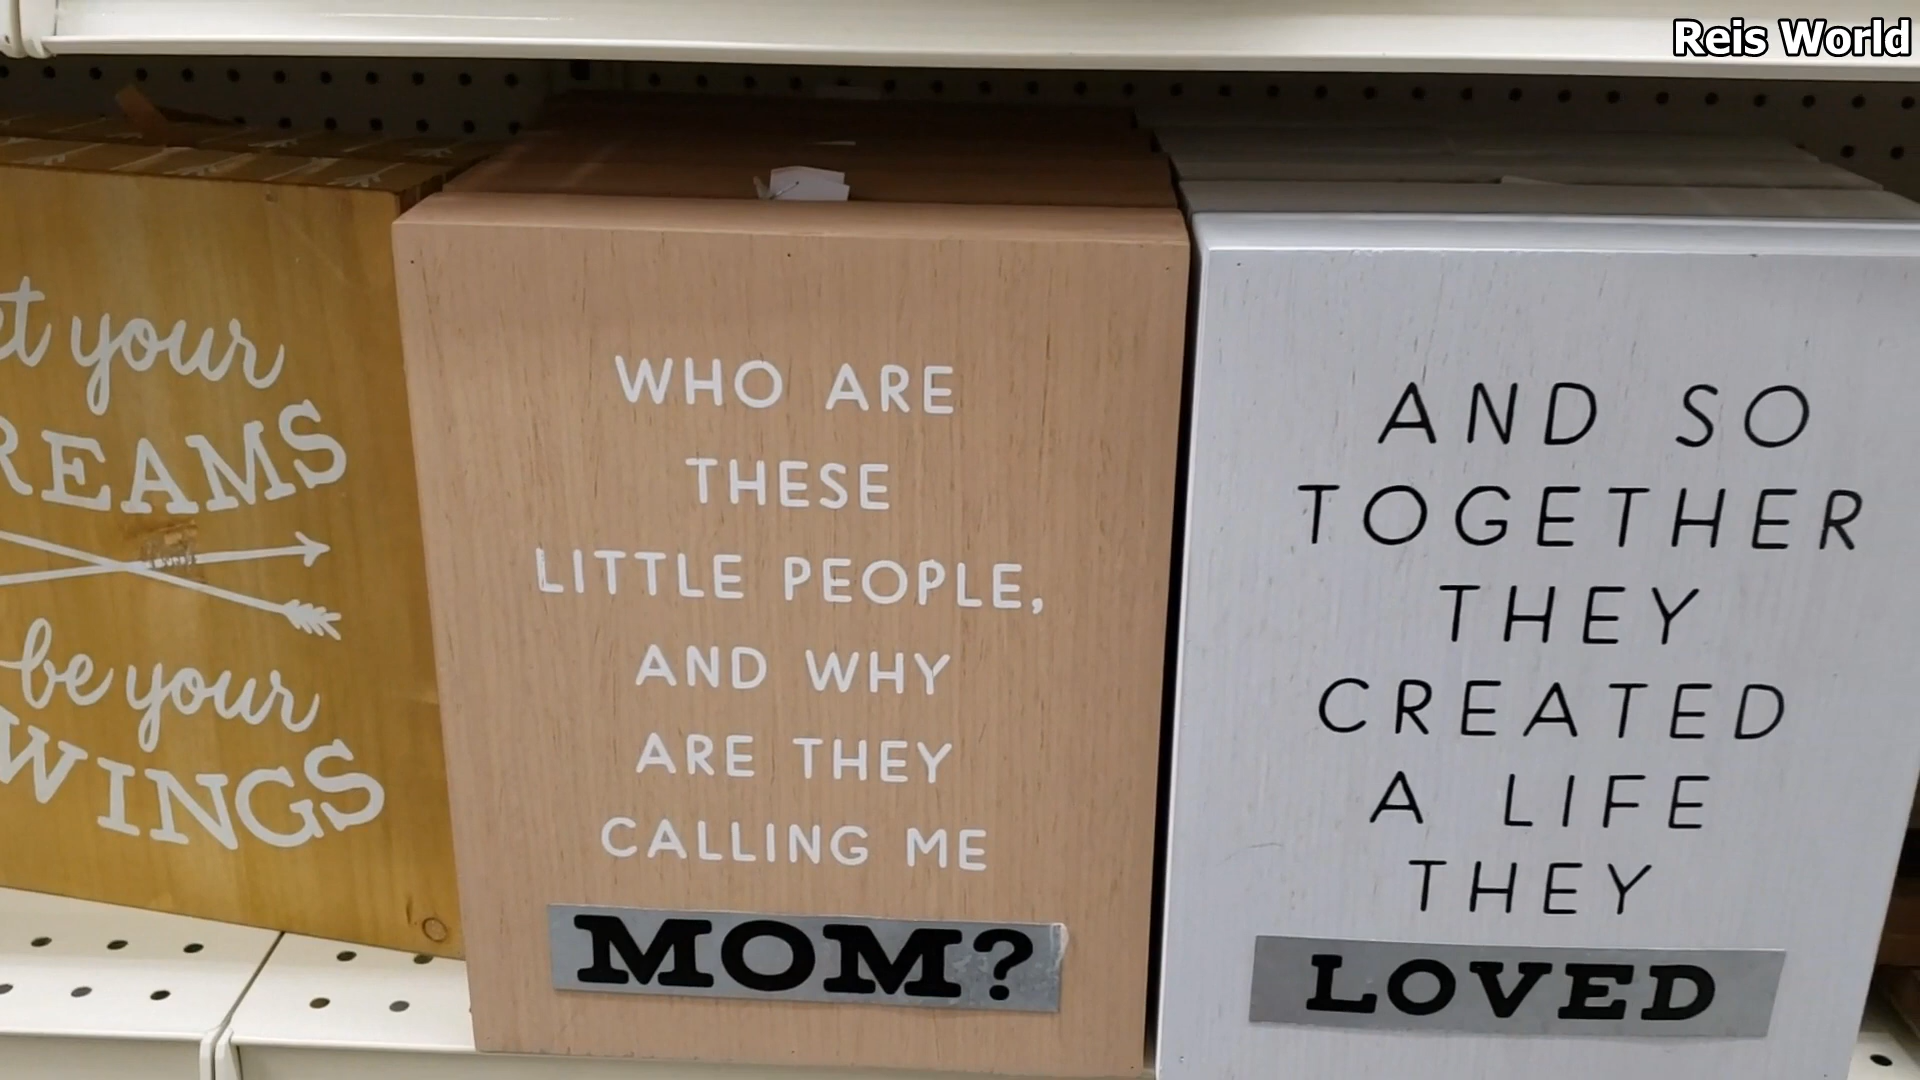 Reis World
t your
REAMS
be your
WINGS
WHO ARE
THESE
LITTLE PEOPLE,
AND WHY
ARE THEY
CALLING ME
MOM?
AND SO
TOGETHER
THEY
CREATED
A LIFE
THEY
LOVED